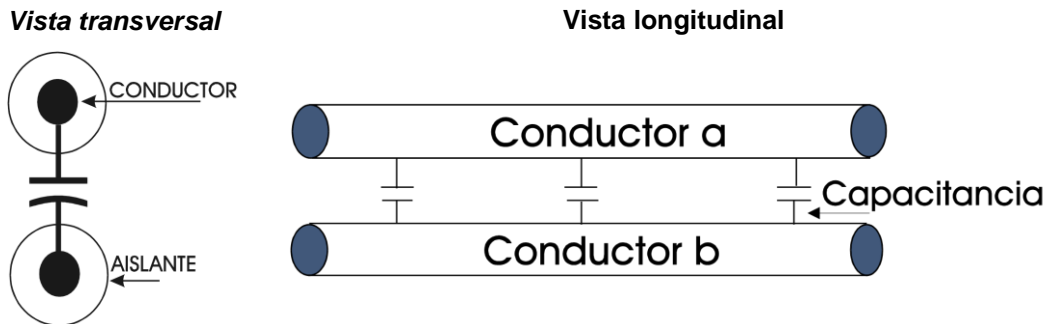 Vista transversal
Vista longitudinal
CONDUCTOR
Conductor a
Capacitancia
Conductor b
AISLANTE